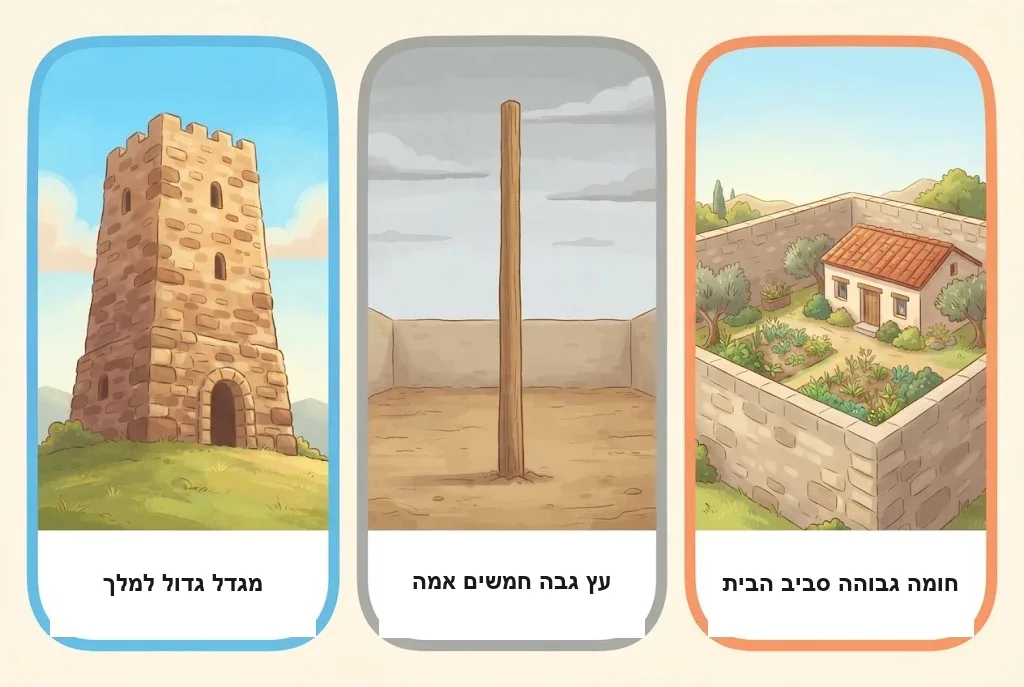 חומה גבוהה סביב הבית
עץ גבה חמשים אמה
מגדל גדול למלך